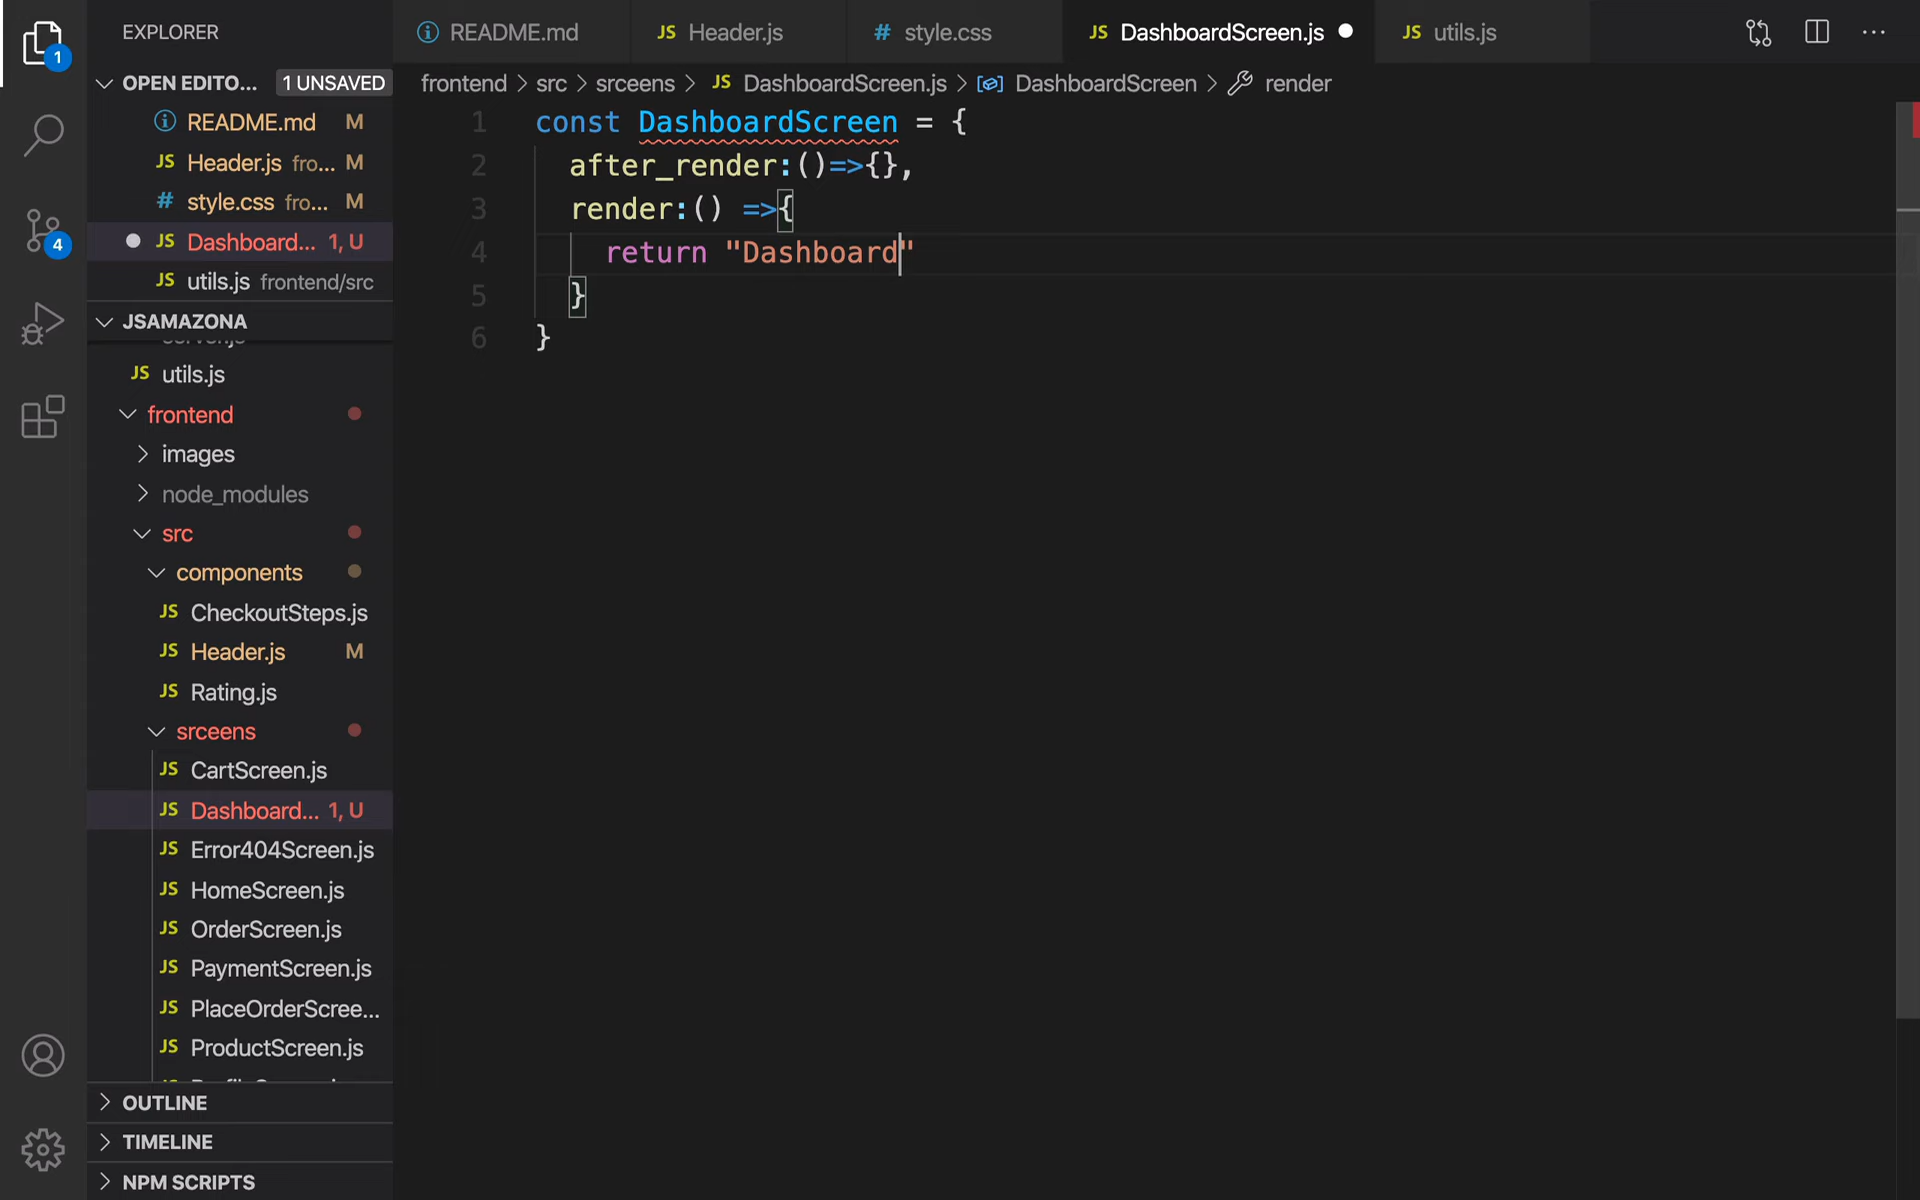 EXPLORER
README.md
JS Header.js
# style.css
JS DashboardScreen.js
JS utils.js
1
OPEN EDITO... 1 UNSAVED
frontend > src > srceens > JS DashboardScreen.js > DashboardScreen > render
README.md M
JS Header.js fro... M
# style.css fro... M
JS Dashboard... 1, U
JS utils.js frontend/src
4
JSAMAZONA
server.js
JS utils.js
frontend
images
node_modules
src
components
JS CheckoutSteps.js
JS Header.js M
JS Rating.js
srceens
JS CartScreen.js
JS Dashboard... 1, U
JS Error404Screen.js
JS HomeScreen.js
JS OrderScreen.js
JS PaymentScreen.js
JS PlaceOrderScree...
JS ProductScreen.js
OUTLINE
TIMELINE
NPM SCRIPTS
1 const DashboardScreen = {
2 after_render:()=>{},
3 render:() =>{
4 return "Dashboard"
5 }
6 }